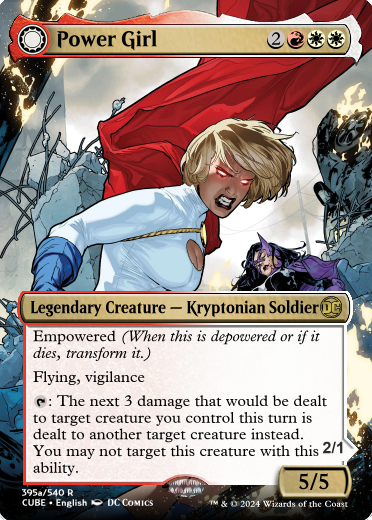 Power Girl 2
Legendary Creature — Kryptonian Soldier DC
Empowered (When this is depowered or if it
dies, transform it.)
Flying, vigilance
: The next 3 damage that would be dealt
to target creature you control this turn is
dealt to another target creature instead.
You may not target this creature with this
ability.
2/1
5/5
395a/540 R
CUBE • English DC Comics
™ & © 2024 Wizards of the Coast